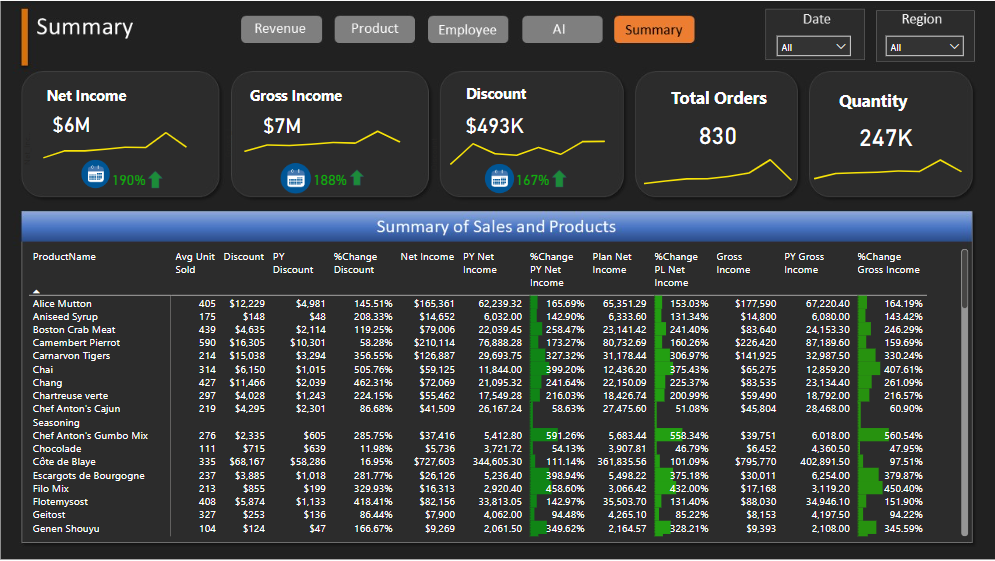 Summary
Revenue
Product
Employee
AI
Summary
Date
All
Region
All
Net Income
$6M
190%
Gross Income
$7M
188%
Discount
$493K
167%
Total Orders
830
Quantity
247K
Summary of Sales and Products
ProductName Avg Unit Sold Discount PY Discount %Change Discount Net Income PY Net Income %Change PY Net Income Plan Net Income %Change PL Net Income Gross Income PY Gross Income %Change Gross Income
Alice Mutton 405 $12,229 $4,981 145.51% $165,361 62,239.32 165.69% 65,351.29 153.03% $177,590 67,220.40 164.19%
Aniseed Syrup 175 $148 $48 208.33% $14,652 6,032.00 142.90% 6,333.60 131.34% $14,800 6,080.00 143.42%
Boston Crab Meat 439 $4,635 $2,114 119.25% $79,006 22,039.45 258.47% 23,141.42 241.40% $83,640 24,153.30 246.29%
Camembert Pierrot 590 $16,305 $10,301 58.28% $210,114 76,888.28 173.27% 80,732.69 160.26% $226,420 87,189.60 159.69%
Carnarvon Tigers 214 $15,038 $3,294 356.55% $126,887 29,693.75 327.32% 31,178.44 306.97% $141,925 32,987.50 330.24%
Chai 314 $6,150 $1,015 505.76% $59,125 11,844.00 399.20% 12,436.20 375.43% $65,275 12,859.20 407.61%
Chang 427 $11,466 $2,039 462.31% $72,069 21,095.32 241.64% 22,150.09 225.37% $83,535 23,134.40 261.09%
Chartreuse verte 297 $4,028 $1,243 224.15% $55,462 17,549.28 216.03% 18,426.74 200.99% $59,490 18,792.00 216.57%
Chef Anton's Cajun 219 $4,295 $2,301 86.68% $41,509 26,167.24 58.63% 27,475.60 51.08% $45,804 28,468.00 60.90%
Seasoning
Chef Anton's Gumbo Mix 276 $2,335 $605 285.75% $37,416 5,412.80 591.26% 5,683.44 558.34% $39,751 6,018.00 560.54%
Chocolade 111 $715 $639 11.98% $5,736 3,721.72 54.13% 3,907.81 46.79% $6,452 4,360.50 47.95%
Côte de Blaye 335 $68,167 $58,286 16.95% $727,603 344,605.30 111.14% 361,835.56 101.09% $795,770 402,891.50 97.51%
Escargots de Bourgogne 237 $3,885 $1,018 281.77% $26,126 5,236.40 398.94% 5,498.22 375.18% $30,011 6,254.00 379.87%
Filo Mix 213 $855 $199 329.93% $16,313 2,920.40 458.60% 3,066.42 432.00% $17,168 3,119.20 450.40%
Flotemysost 408 $5,874 $1,133 418.41% $82,156 33,813.05 142.97% 35,503.70 131.40% $88,030 34,946.10 151.90%
Geitost 327 $253 $136 86.44% $7,900 4,062.00 94.48% 4,265.10 85.22% $8,153 4,197.50 94.22%
Genen Shouyu 104 $124 $47 166.67% $9,269 2,061.50 349.62% 2,164.57 328.21% $9,393 2,108.00 345.59%